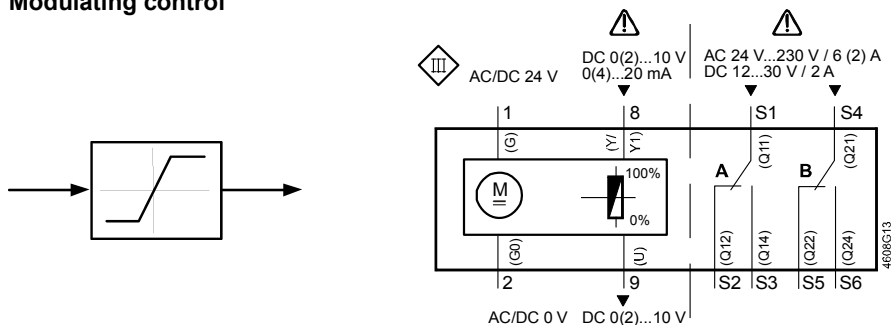 Modulating control
III
AC/DC 24 V
DC 0(2)...10 V
0(4)...20 mA
AC 24 V...230 V / 6 (2) A
DC 12...30 V / 2 A
1
8
S1
S4
(G)
(Y/
Y1)
(Q11)
(Q21)
M
100%
0%
A
B
(G0)
(U)
(Q12)
(Q14)
(Q22)
(Q24)
2
9
S2
S3
S5
S6
AC/DC 0 V
DC 0(2)...10 V
4608G13